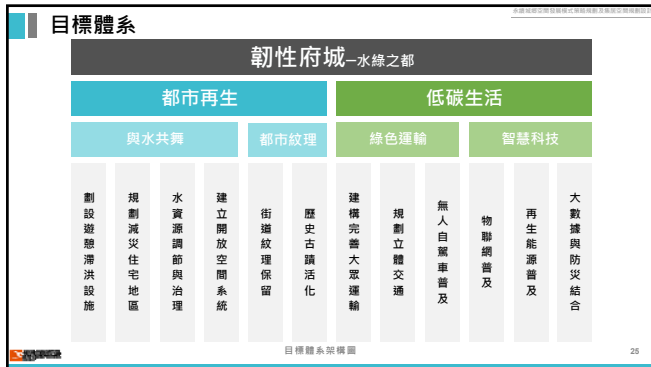 目標體系
韌性府城–水綠之都
都市再生
低碳生活
與水共舞
都市紋理
綠色運輸
智慧科技
劃設遊憩滯洪設施
規劃減災住宅地區
水資源調節與治理
建立開放空間系統
街道紋理保留
歷史古蹟活化
建構完善大眾運輸
規劃立體交通
無人自駕車普及
物聯網普及
再生能源普及
大數據與防災結合
目標體系架構圖
25